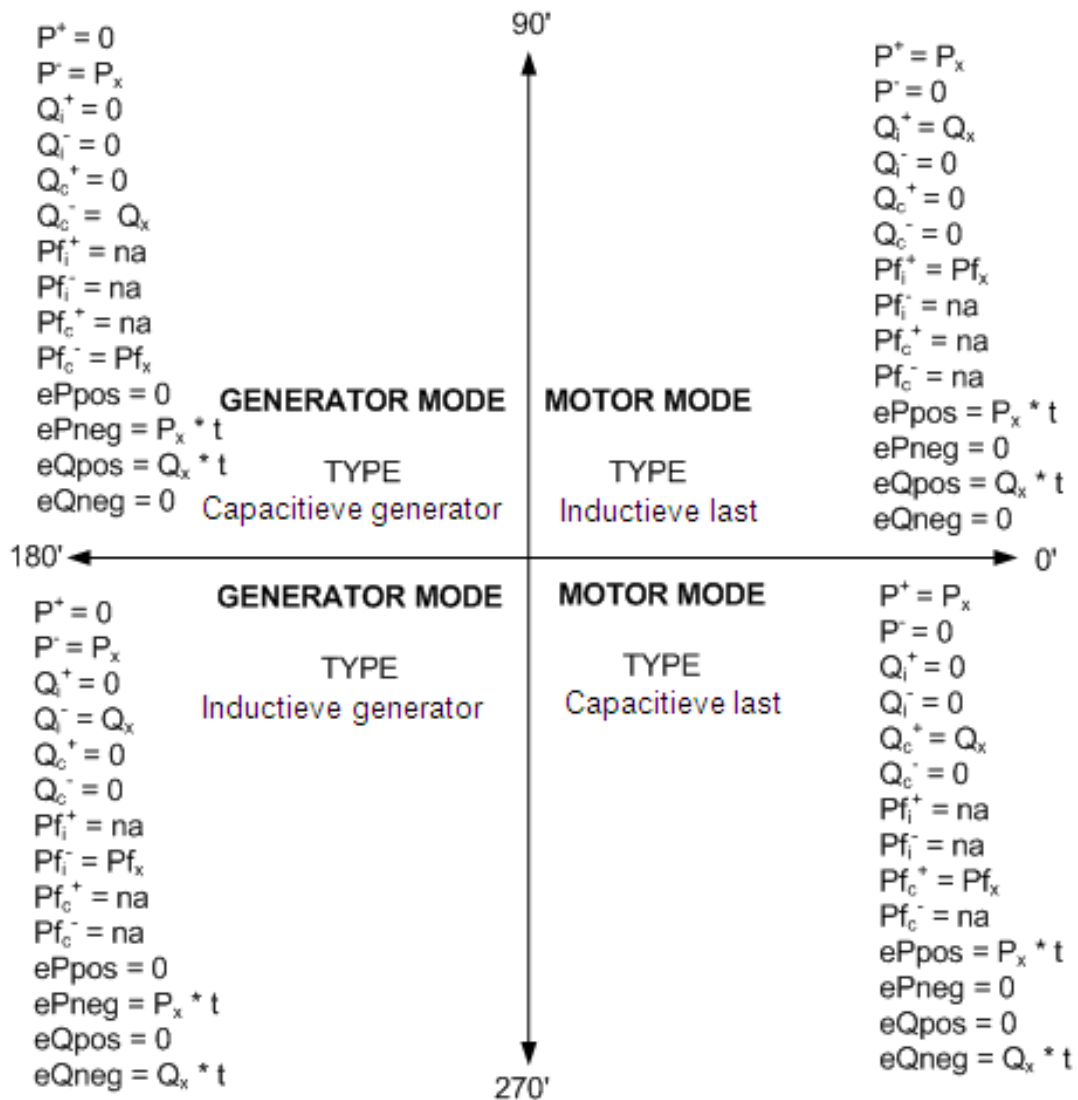 90'
P⁺ = 0
P⁻ = Pₓ
Qᵢ⁺ = 0
Qᵢ⁻ = 0
Q꜀⁺ = 0
Q꜀⁻ = Qₓ
Pfᵢ⁺ = na
Pfᵢ⁻ = na
Pf꜀⁺ = na
Pf꜀⁻ = Pfₓ
ePpos = 0
ePneg = Pₓ * t
eQpos = Qₓ * t
eQneg = 0
GENERATOR MODE
TYPE
Capacitieve generator
MOTOR MODE
TYPE
Inductieve last
P⁺ = Pₓ
P⁻ = 0
Qᵢ⁺ = Qₓ
Qᵢ⁻ = 0
Q꜀⁺ = 0
Q꜀⁻ = 0
Pfᵢ⁺ = Pfₓ
Pfᵢ⁻ = na
Pf꜀⁺ = na
Pf꜀⁻ = na
ePpos = Pₓ * t
ePneg = 0
eQpos = Qₓ * t
eQneg = 0
180'
0'
P⁺ = 0
P⁻ = Pₓ
Qᵢ⁺ = 0
Qᵢ⁻ = Qₓ
Q꜀⁺ = 0
Q꜀⁻ = 0
Pfᵢ⁺ = na
Pfᵢ⁻ = Pfₓ
Pf꜀⁺ = na
Pf꜀⁻ = na
ePpos = 0
ePneg = Pₓ * t
eQpos = 0
eQneg = Qₓ * t
GENERATOR MODE
TYPE
Inductieve generator
MOTOR MODE
TYPE
Capacitieve last
P⁺ = Pₓ
P⁻ = 0
Qᵢ⁺ = 0
Qᵢ⁻ = 0
Q꜀⁺ = Qₓ
Q꜀⁻ = 0
Pfᵢ⁺ = na
Pfᵢ⁻ = na
Pf꜀⁺ = Pfₓ
Pf꜀⁻ = na
ePpos = Pₓ * t
ePneg = 0
eQpos = 0
eQneg = Qₓ * t
270'